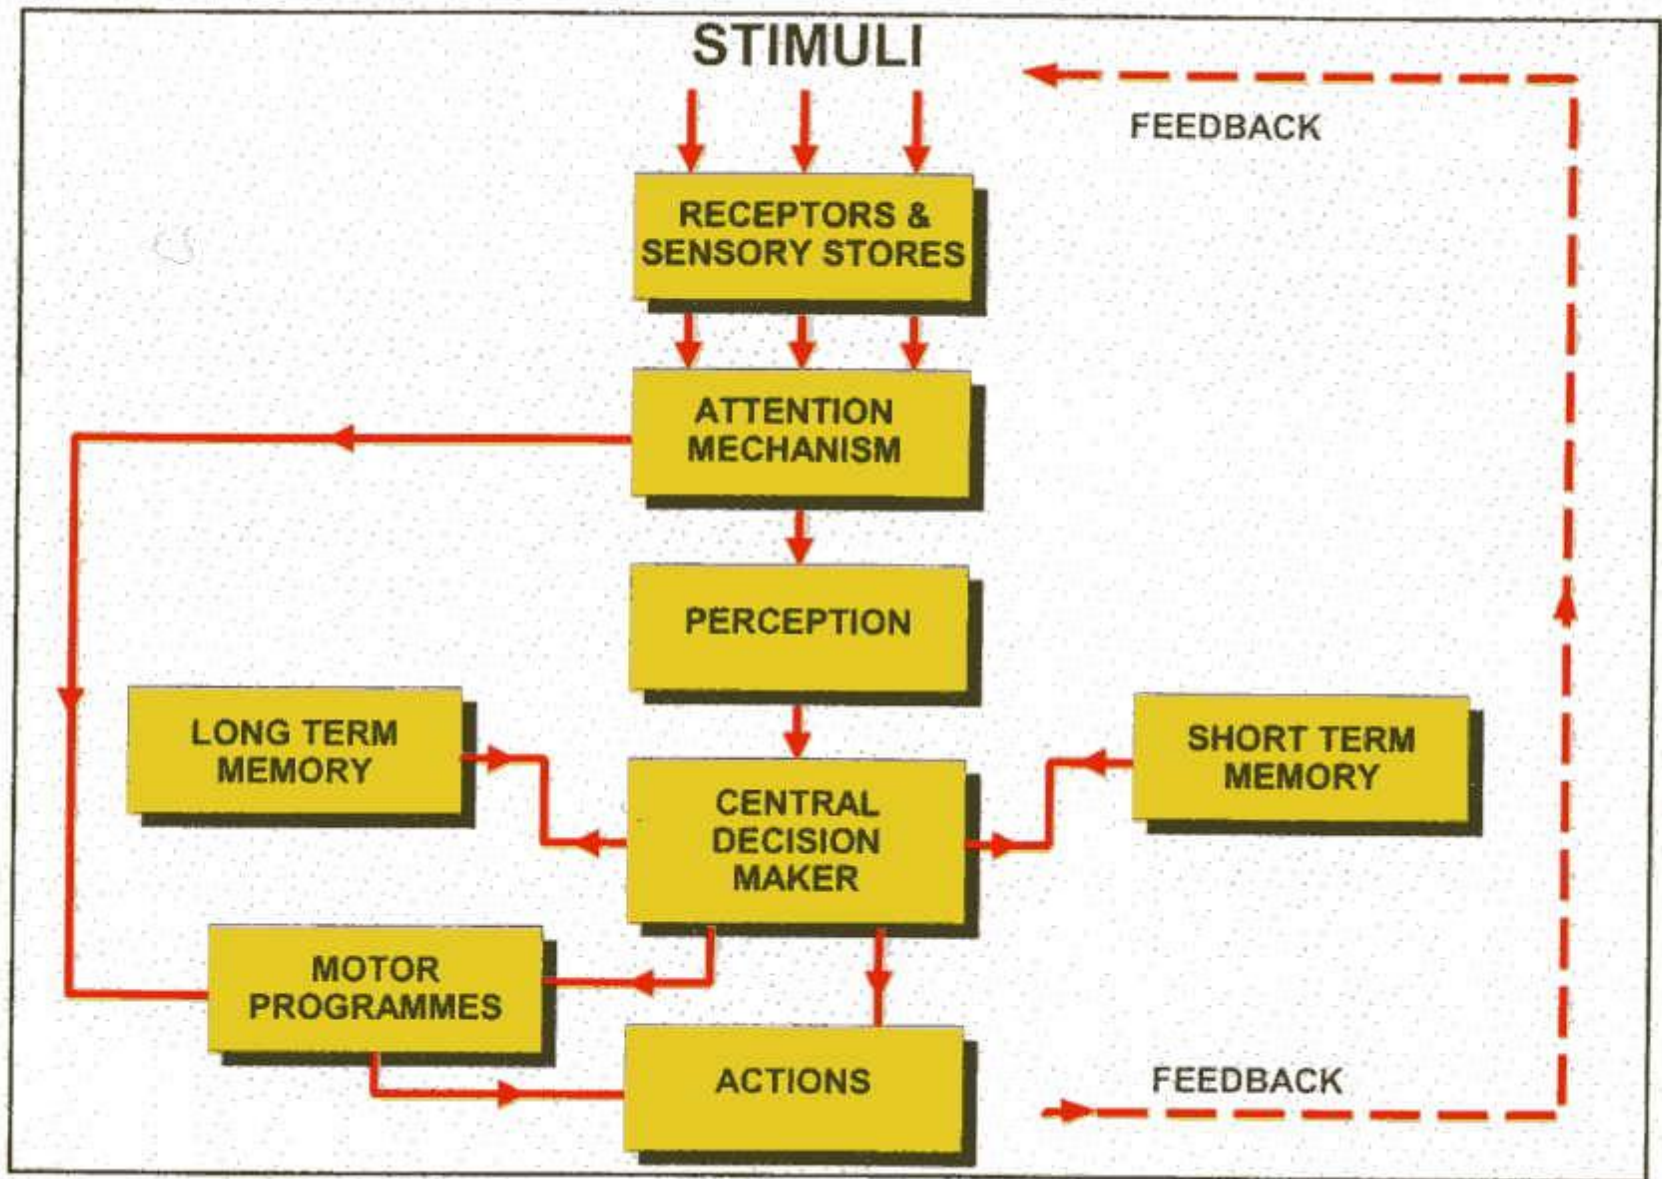 STIMULI
FEEDBACK
RECEPTORS &
SENSORY STORES
ATTENTION
MECHANISM
PERCEPTION
LONG TERM
MEMORY
SHORT TERM
MEMORY
CENTRAL
DECISION
MAKER
MOTOR
PROGRAMMES
ACTIONS
FEEDBACK